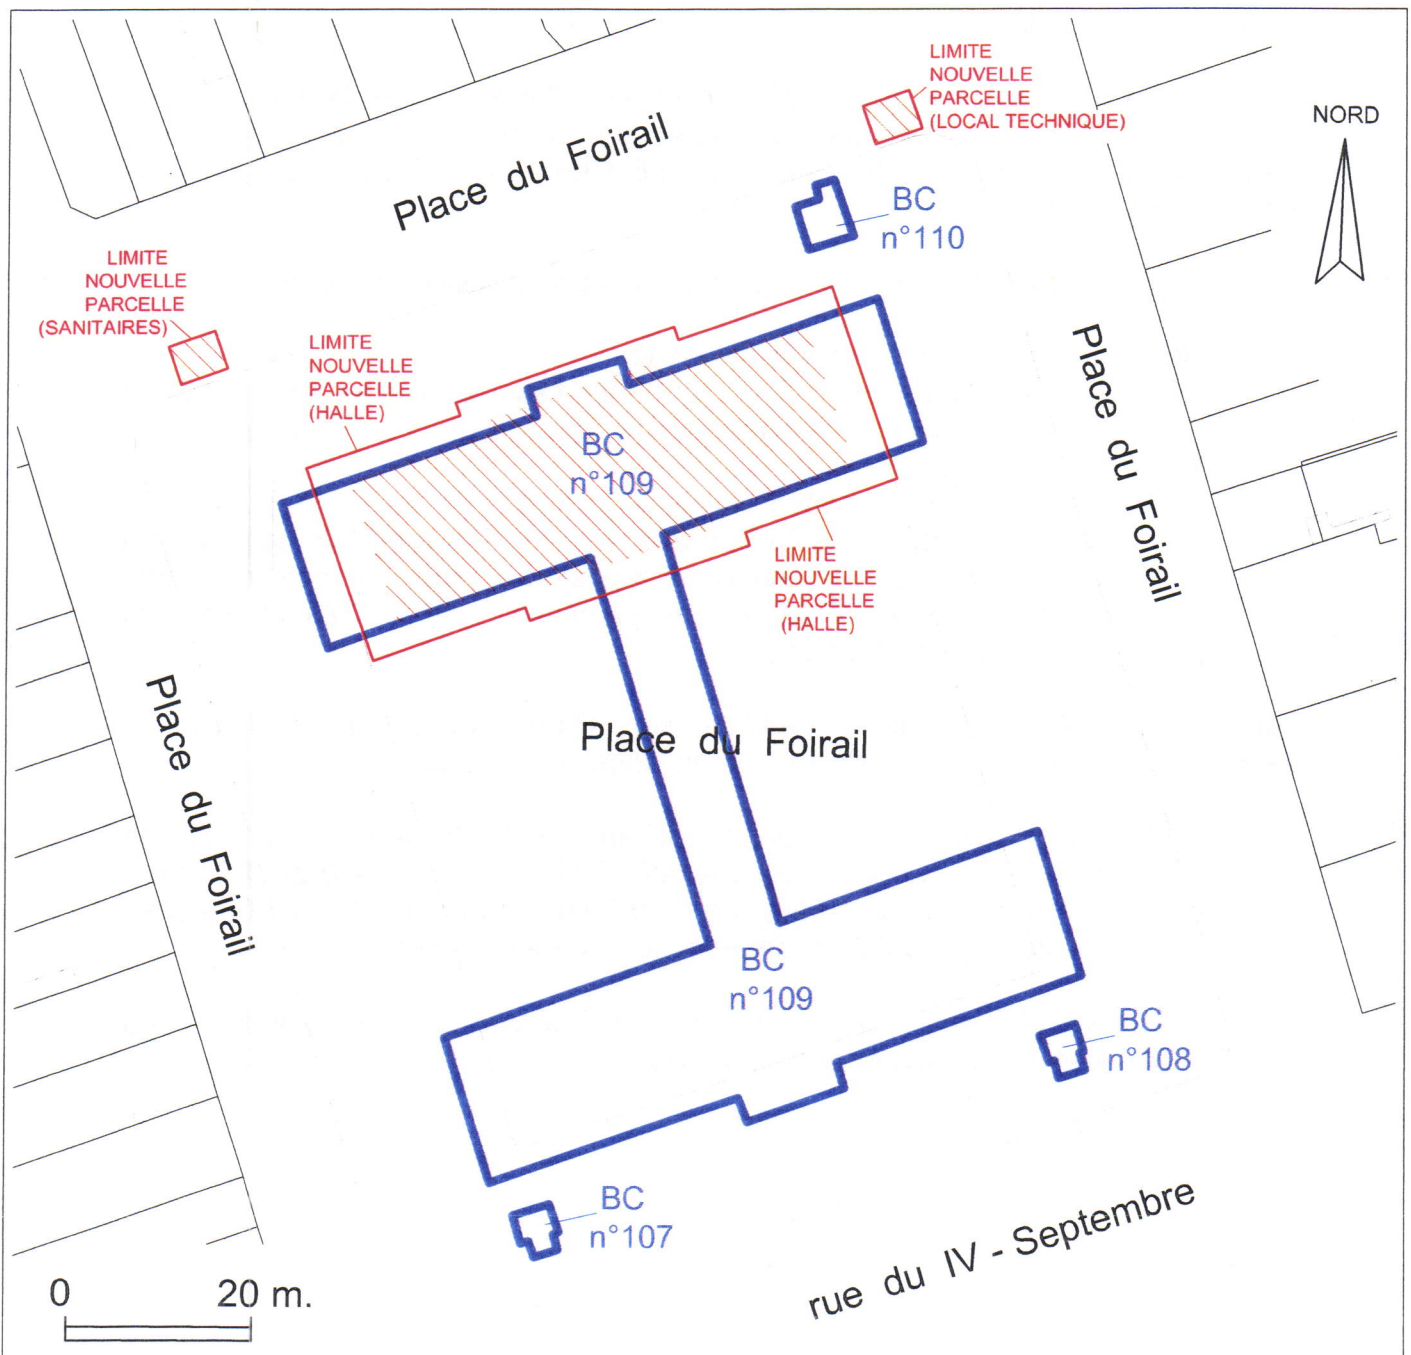 LIMITE
NOUVELLE
PARCELLE
(LOCAL TECHNIQUE)
NORD
Place du Foirail
BC
n°110
LIMITE
NOUVELLE
PARCELLE
(SANITAIRES)
LIMITE
NOUVELLE
PARCELLE
(HALLE)
Place du Foirail
BC
n°109
LIMITE
NOUVELLE
PARCELLE
(HALLE)
Place du Foirail
Place du Foirail
BC
n°109
BC
n°108
BC
n°107
rue du IV - Septembre
0 20 m.